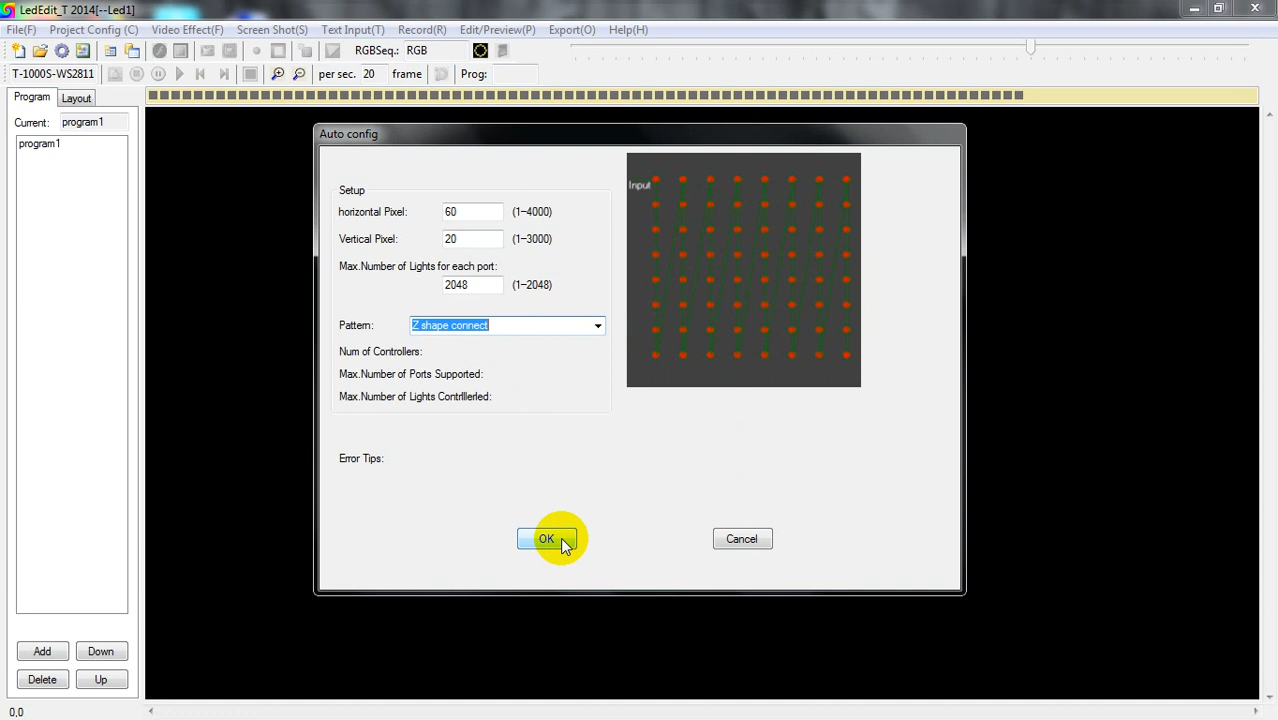 LedEdit_T 2014[--Led1]
File(F) Project Config (C) Video Effect(F) Screen Shot(S) Text Input(T) Record(R) Edit/Preview(P) Export(O) Help(H)
RGBSeq.: RGB
T-1000S-WS2811 per sec. 20 frame Prog:
Program Layout
Current: program1
program1
Auto config
Setup
Input
horizontal Pixel: 60 (1-4000)
Vertical Pixel: 20 (1-3000)
Max.Number of Lights for each port:
2048 (1-2048)
Pattern: Z shape connect
Num of Controllers:
Max.Number of Ports Supported:
Max.Number of Lights Contrlllerled:
Error Tips:
OK Cancel
Add Down
Delete Up
0,0